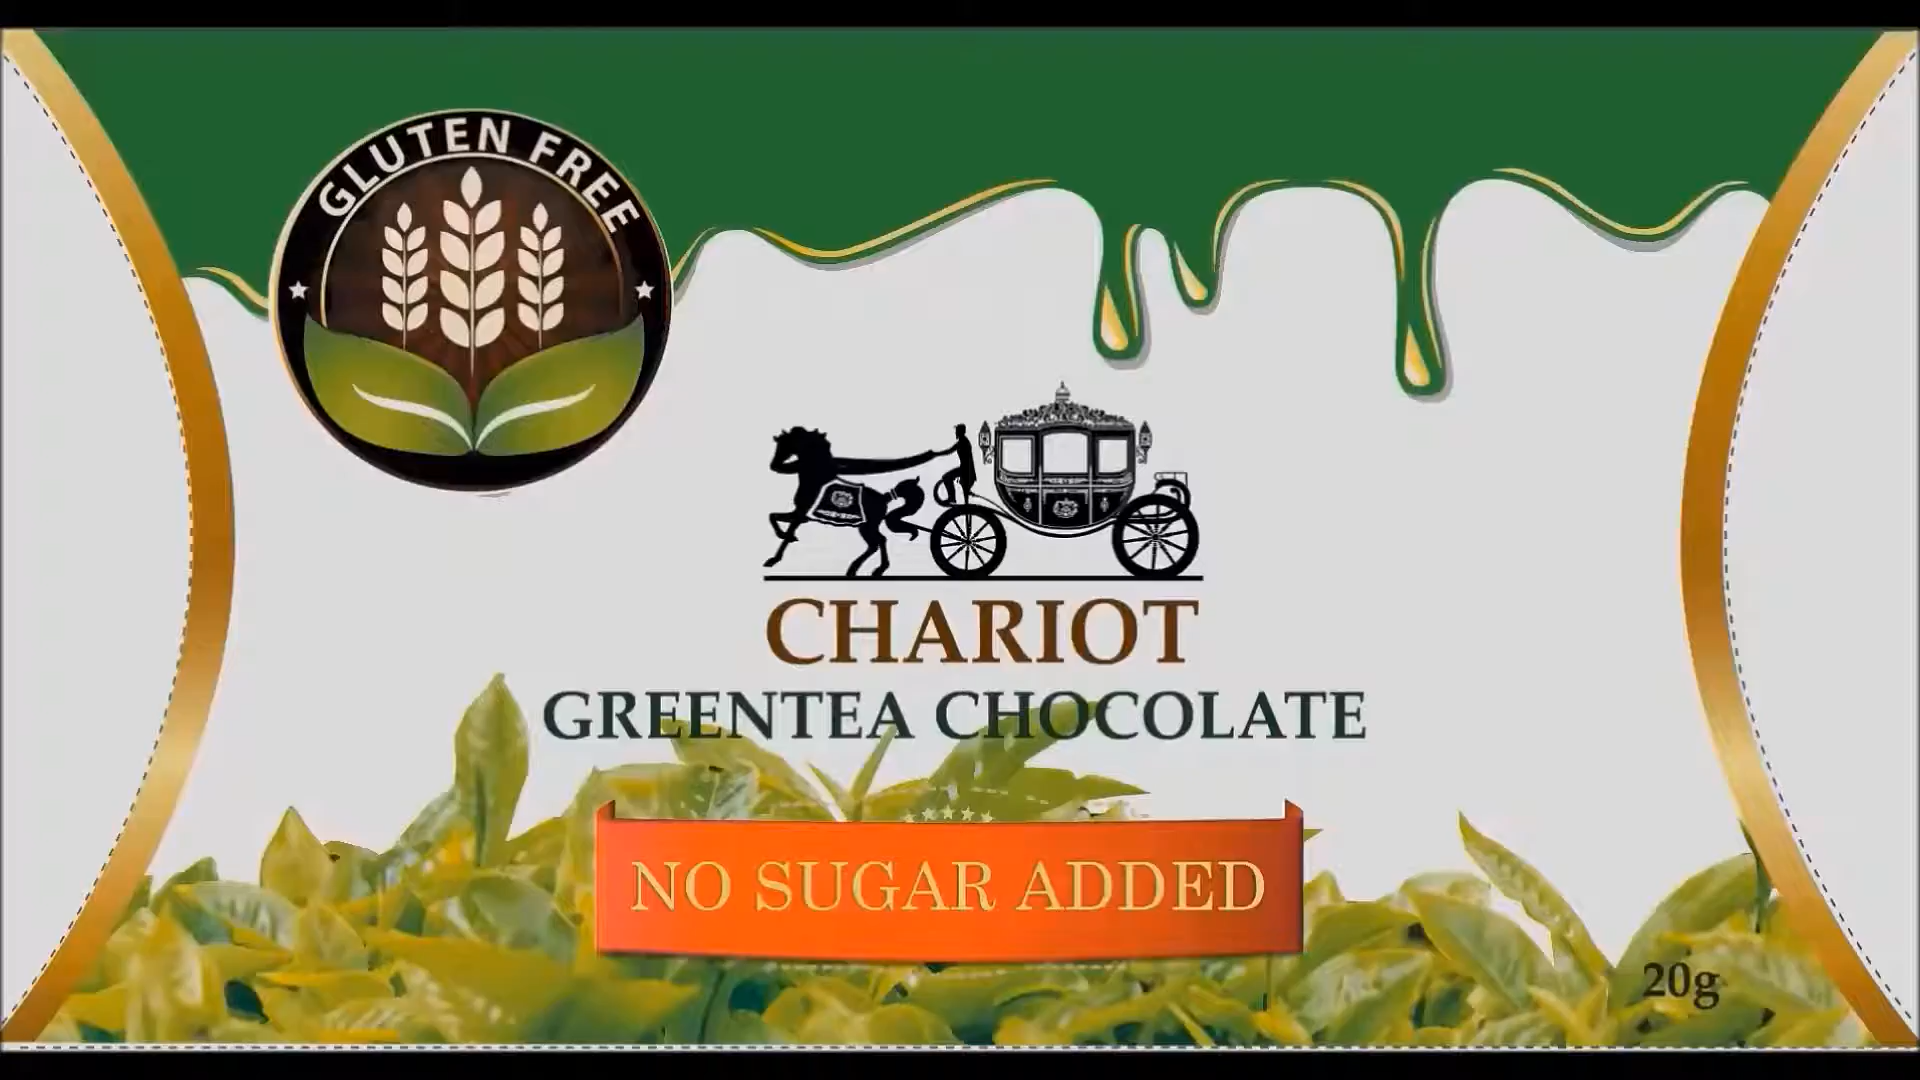 GLUTEN FREE
CHARIOT
GREENTEA CHOCOLATE
NO SUGAR ADDED
20g